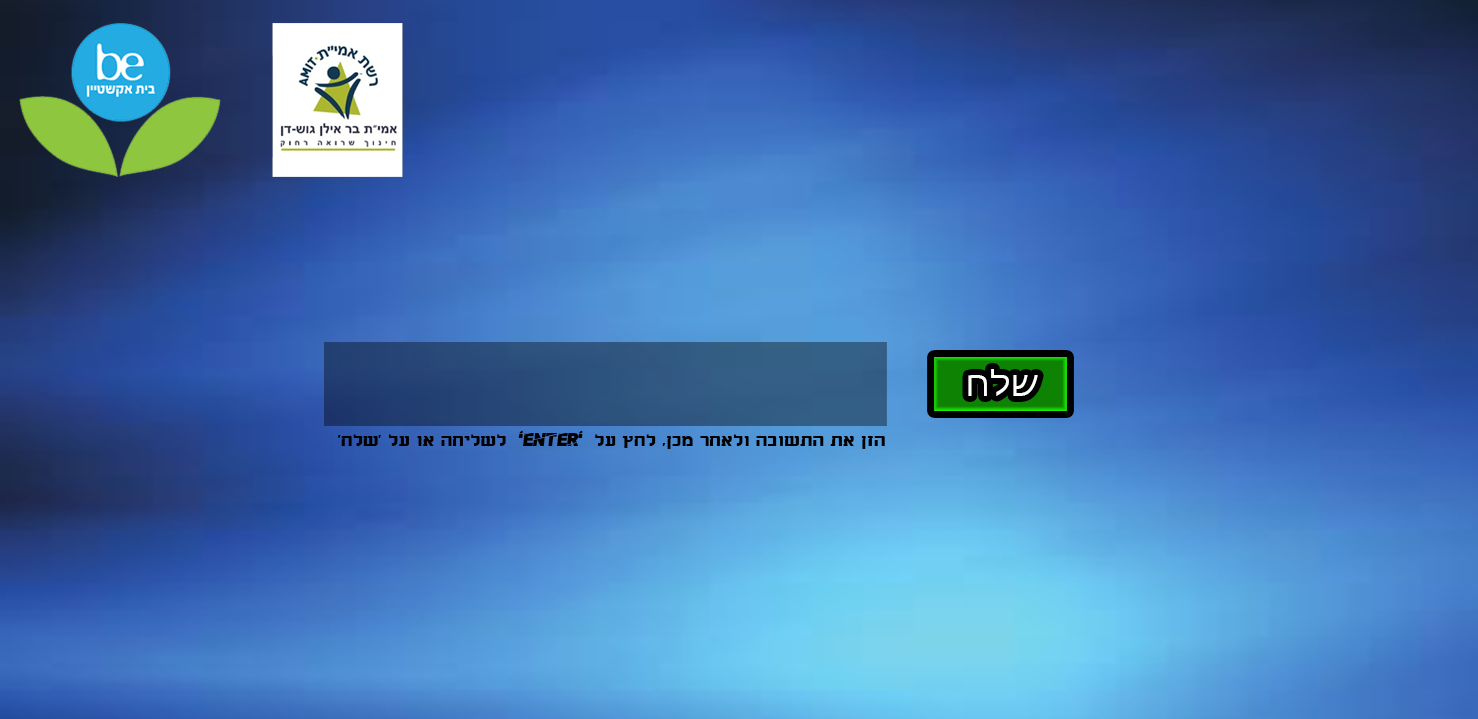 be
בית אקשטיין
רשת אמי"ת • AMIT
אמי"ת בר אילן גוש-דן
חינוך שרואה רחוק
שלח
הזן את התשובה ולאחר מכן, לחץ על 'ENTER' לשליחה או על 'שלח'